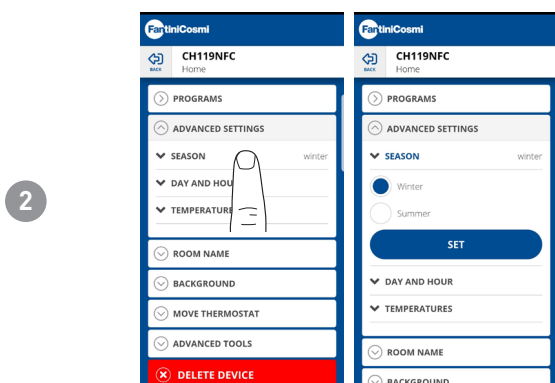 2
FantiniCosmi
BACK
CH119NFC
Home
PROGRAMS
ADVANCED SETTINGS
SEASON winter
DAY AND HOU
TEMPERATURE
ROOM NAME
BACKGROUND
MOVE THERMOSTAT
ADVANCED TOOLS
DELETE DEVICE
FantiniCosmi
BACK
CH119NFC
Home
PROGRAMS
ADVANCED SETTINGS
SEASON winter
Winter
Summer
SET
DAY AND HOUR
TEMPERATURES
ROOM NAME
BACKGROUND